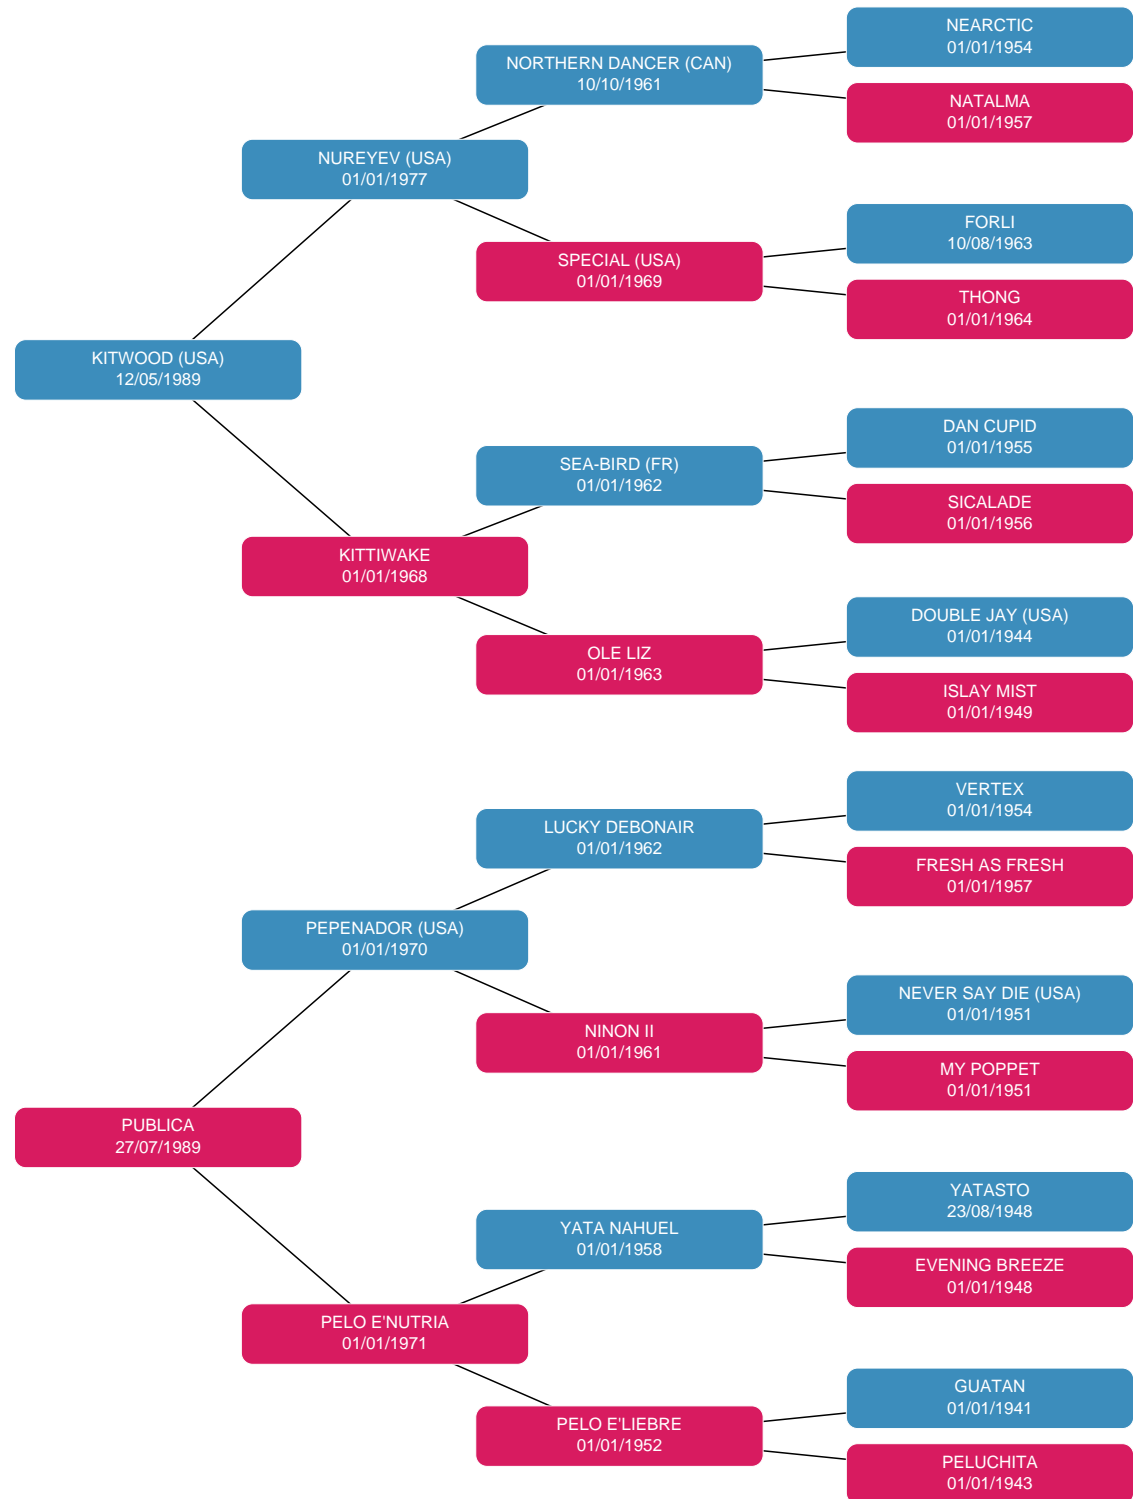 NEARCTIC
01/01/1954
NORTHERN DANCER (CAN)
10/10/1961
NATALMA
01/01/1957
NUREYEV (USA)
01/01/1977
FORLI
10/08/1963
SPECIAL (USA)
01/01/1969
THONG
01/01/1964
KITWOOD (USA)
12/05/1989
DAN CUPID
01/01/1955
SEA-BIRD (FR)
01/01/1962
SICALADE
01/01/1956
KITTIWAKE
01/01/1968
DOUBLE JAY (USA)
01/01/1944
OLE LIZ
01/01/1963
ISLAY MIST
01/01/1949
VERTEX
01/01/1954
LUCKY DEBONAIR
01/01/1962
FRESH AS FRESH
01/01/1957
PEPENADOR (USA)
01/01/1970
NEVER SAY DIE (USA)
01/01/1951
NINON II
01/01/1961
MY POPPET
01/01/1951
PUBLICA
27/07/1989
YATASTO
23/08/1948
YATA NAHUEL
01/01/1958
EVENING BREEZE
01/01/1948
PELO E'NUTRIA
01/01/1971
GUATAN
01/01/1941
PELO E'LIEBRE
01/01/1952
PELUCHITA
01/01/1943